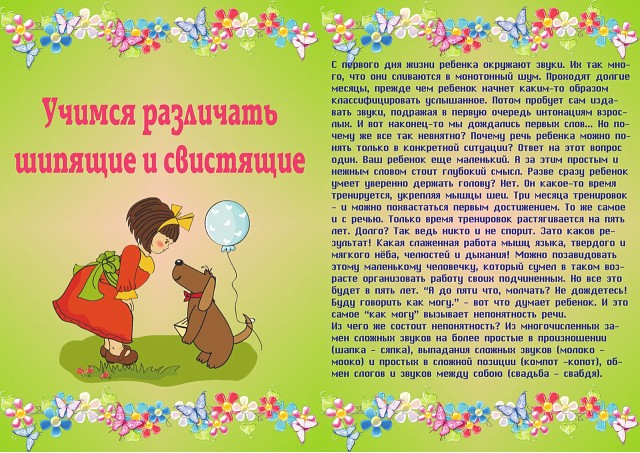 Учимся различать
шипящие и свистящие
С первого дня жизни ребенка окружают звуки. Их так мно-
го, что они сливаются в монотонный шум. Проходят долгие
месяцы, прежде чем ребенок начнет каким-то образом
классифицировать услышанное. Потом пробует сам изда-
вать звуки, подражая в первую очередь интонациям взрос-
лых. И вот наконец-то мы дождались первых слов... Но по-
чему же все так невнятно? Почему речь ребенка можно по-
нять только в конкретной ситуации? Ответ на этот вопрос
один. Ваш ребенок еще маленький. А за этим простым и
нежным словом стоит глубокий смысл. Разве сразу ребенок
умеет уверенно держать голову? Нет. Он какое-то время
тренируется, укрепляя мышцы шеи. Три месяца тренировок
- и можно похвастаться первым достижением. То же самое
и с речью. Только время тренировок растягивается на пять
лет. Долго? Так ведь никто и не спорит. Зато каков ре-
зультат! Какая слаженная работа мышц языка, твердого и
мягкого нёба, челюстей и дыхания! Можно позавидовать
этому маленькому человечку, который сумел в таком воз-
расте организовать работу своих подчиненных. Но все это
будет в пять лет. "А до пяти что, молчать? Не дождетесь!
Буду говорить как могу." - вот что думает ребенок. И это
самое "как могу" вызывает непонятность речи.
Из чего же состоит непонятность? Из многочисленных за-
мен сложных звуков на более простые в произношении
(шапка - сяпка), выпадания сложных звуков (молоко -
мооко) и простых в сложной позиции (компот -копот), об-
мен слогов и звуков между собою (свадьба - свабдя).